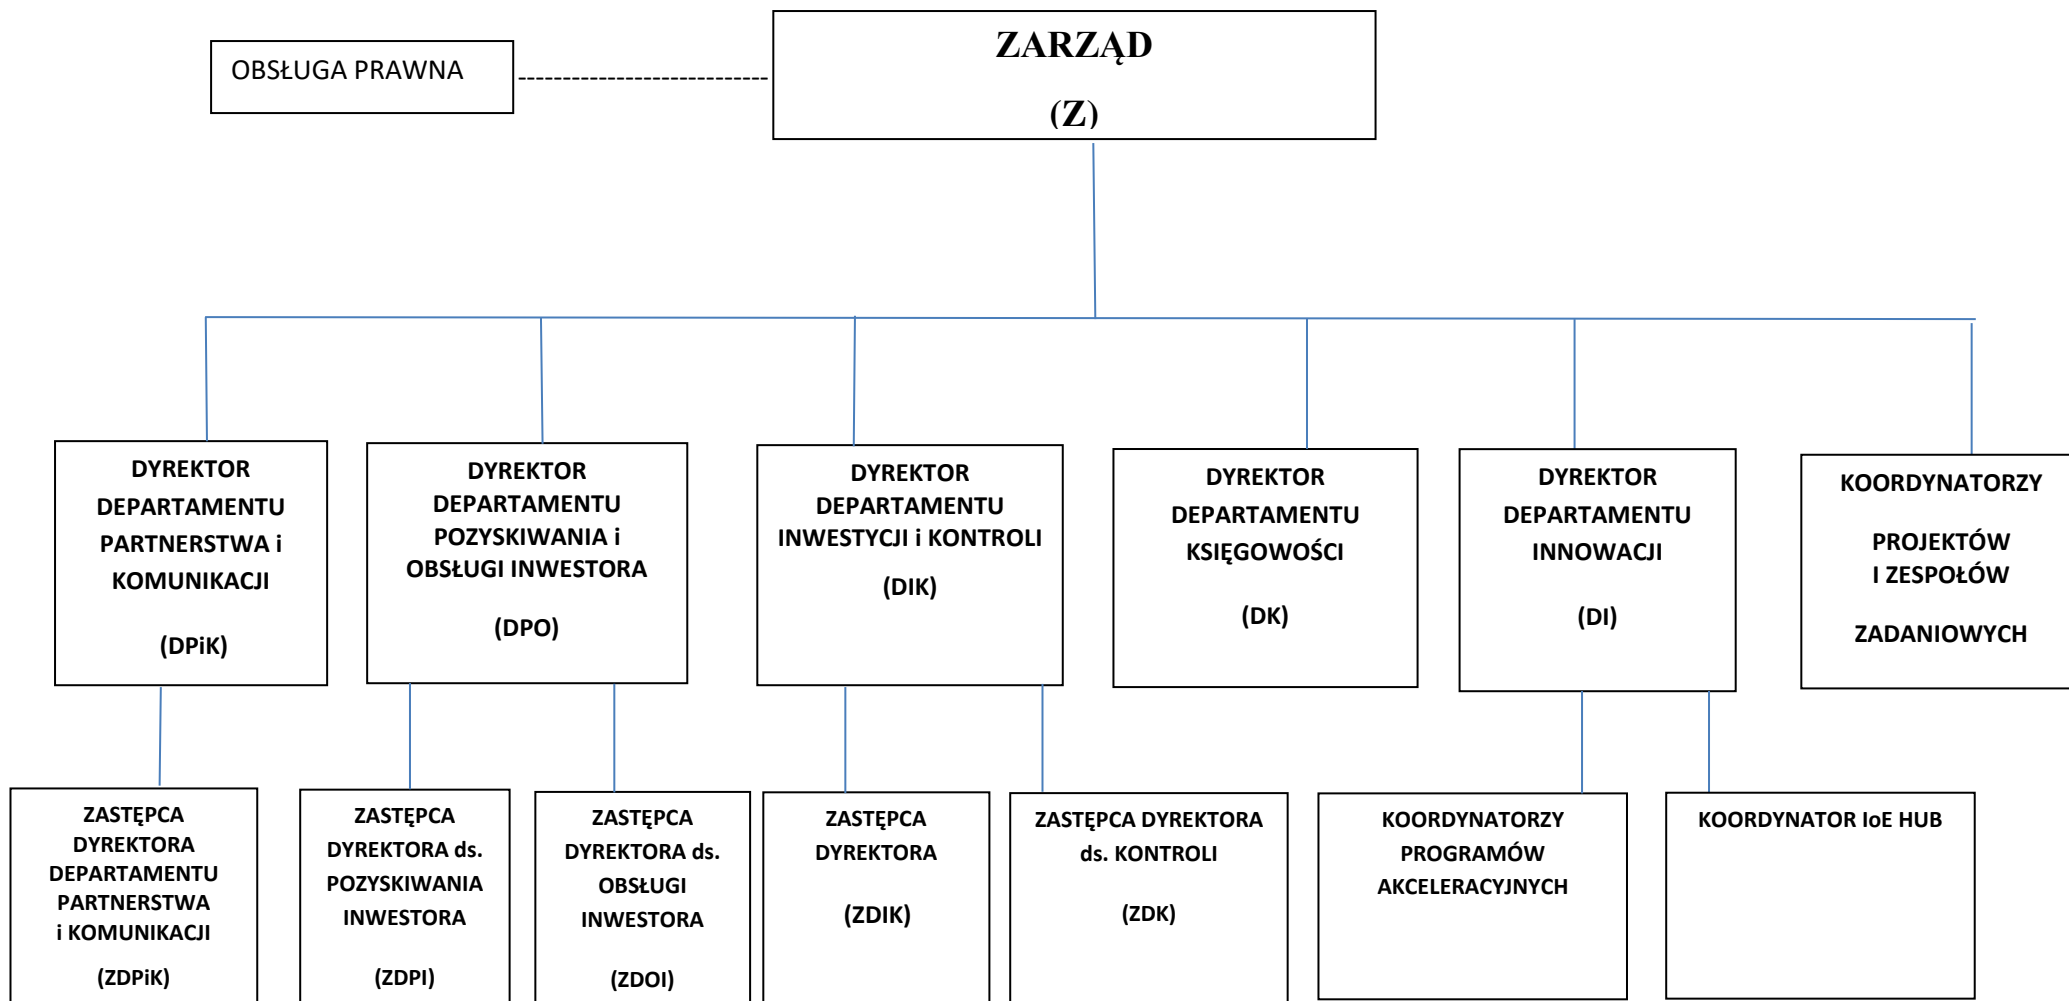 OBSŁUGA PRAWNA
ZARZĄD
(Z)
DYREKTOR
DEPARTAMENTU
PARTNERSTWA i
KOMUNIKACJI
(DPiK)
DYREKTOR
DEPARTAMENTU
POZYSKIWANIA i
OBSŁUGI INWESTORA
(DPO)
DYREKTOR
DEPARTAMENTU
INWESTYCJI i KONTROLI
(DIK)
DYREKTOR
DEPARTAMENTU
KSIĘGOWOŚCI
(DK)
DYREKTOR
DEPARTAMENTU
INNOWACJI
(DI)
KOORDYNATORZY
PROJEKTÓW
I ZESPOŁÓW
ZADANIOWYCH
ZASTĘPCA
DYREKTORA
DEPARTAMENTU
PARTNERSTWA
i KOMUNIKACJI
(ZDPiK)
ZASTĘPCA
DYREKTORA ds.
POZYSKIWANIA
INWESTORA
(ZDPI)
ZASTĘPCA
DYREKTORA ds.
OBSŁUGI
INWESTORA
(ZDOI)
ZASTĘPCA
DYREKTORA
(ZDIK)
ZASTĘPCA DYREKTORA
ds. KONTROLI
(ZDK)
KOORDYNATORZY
PROGRAMÓW
AKCELERACYJNYCH
KOORDYNATOR IoE HUB